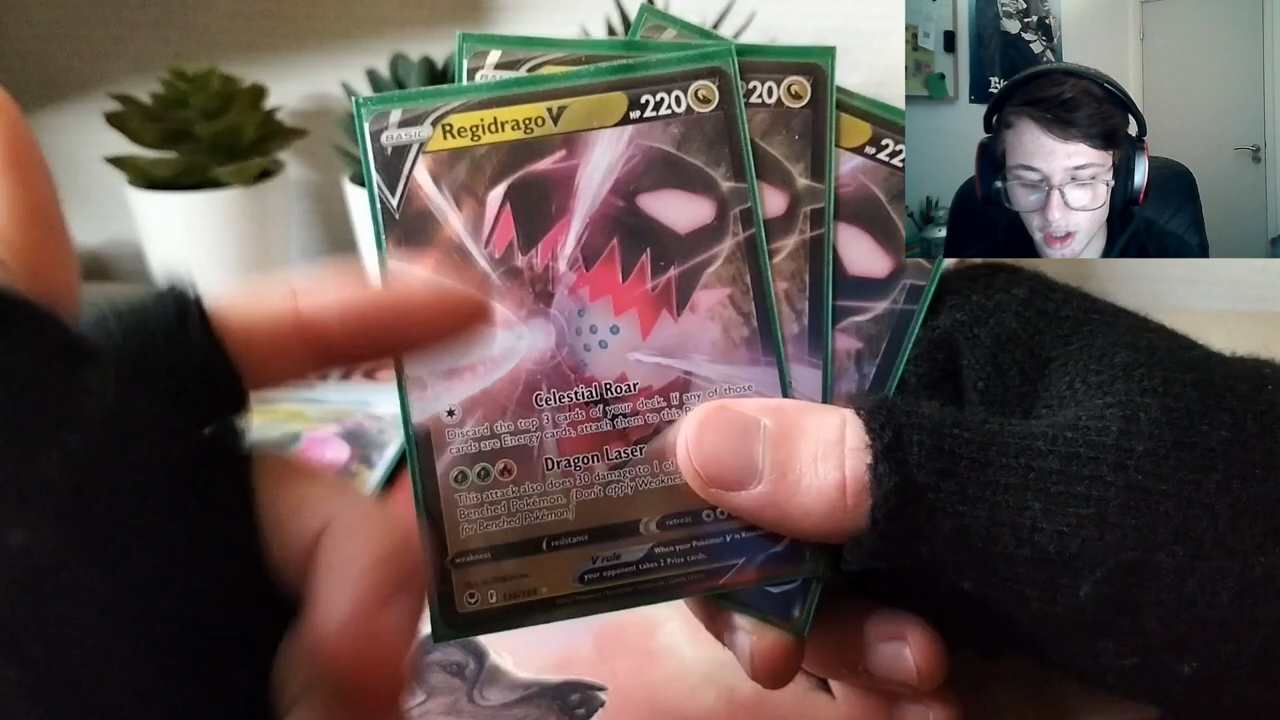 BASIC Regidrago V HP 220
220
HP 22
Celestial Roar
Discard the top 3 cards of your deck. If any of those
cards are Energy cards, attach them to this
Dragon Laser
This attack also does 30 damage to 1 of
Benched Pokémon. (Don't apply Weakness
for Benched Pokémon.)
weakness resistance retreat
V rule When your Pokémon V is
your opponent takes 2 Prize cards.